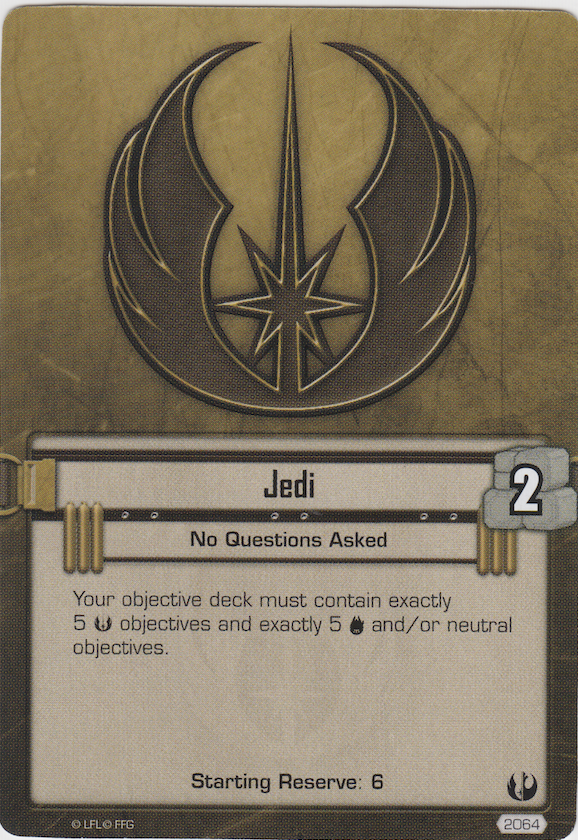 Jedi
2
No Questions Asked
Your objective deck must contain exactly
5 objectives and exactly 5 and/or neutral
objectives.
Starting Reserve: 6
© LFL © FFG
2064